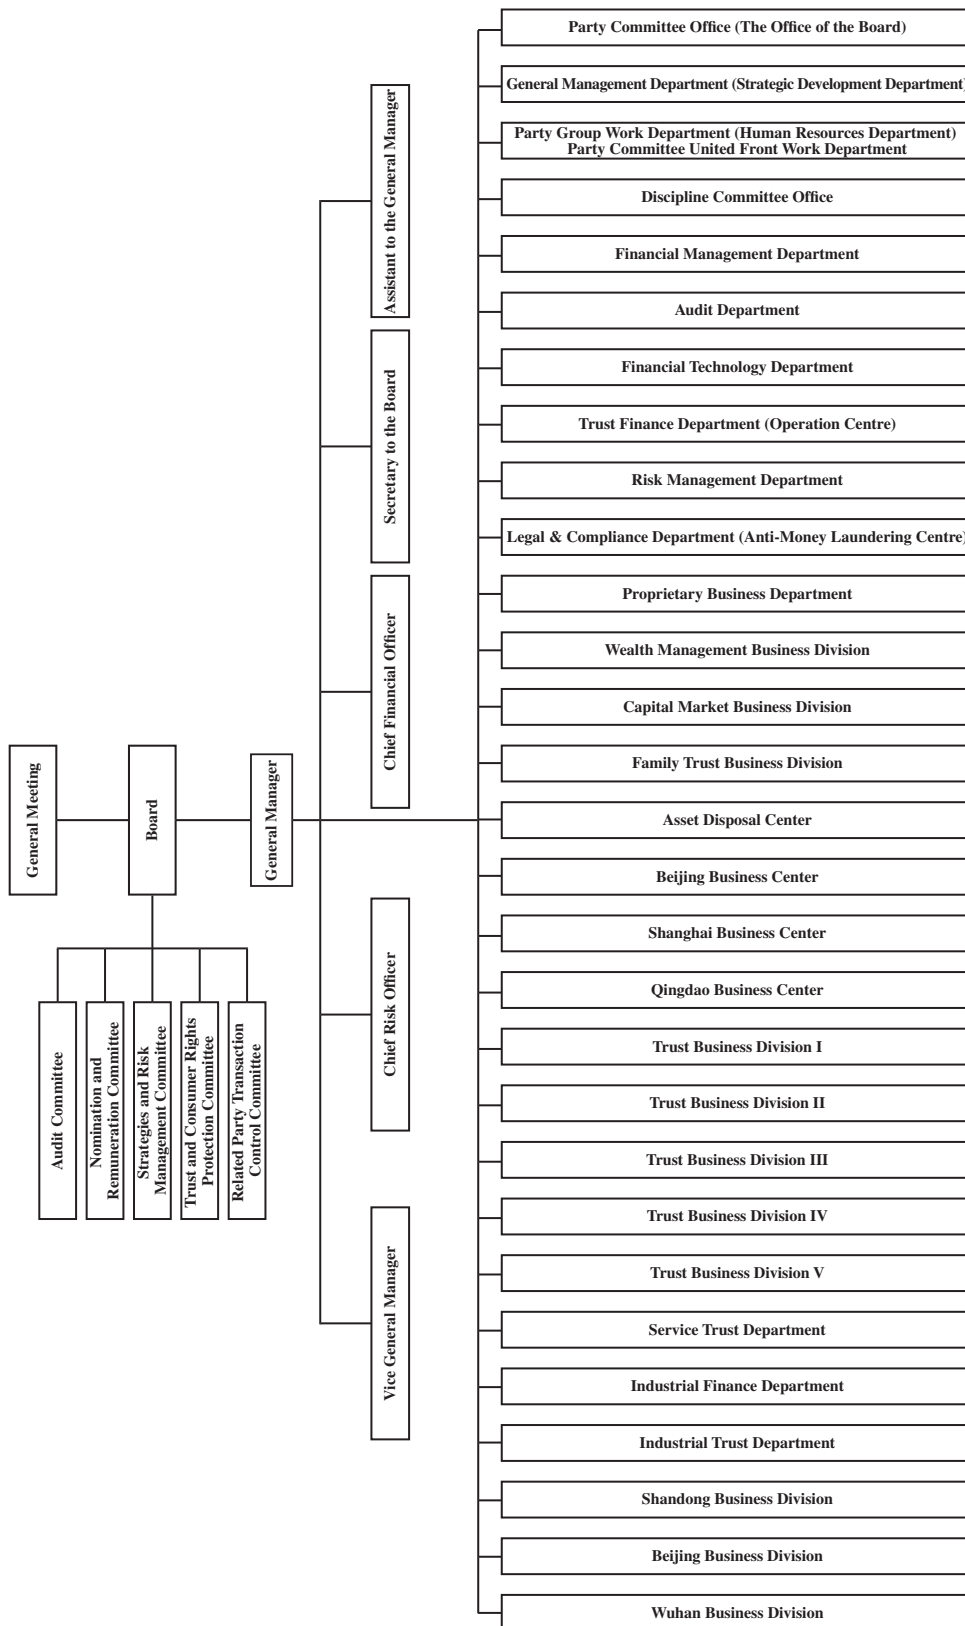 General Meeting
Board
General Manager
Audit Committee
Nomination and
Remuneration Committee
Strategies and Risk
Management Committee
Trust and Consumer Rights
Protection Committee
Related Party Transaction
Control Committee
Assistant to the General Manager
Secretary to the Board
Chief Financial Officer
Chief Risk Officer
Vice General Manager
Party Committee Office (The Office of the Board)
General Management Department (Strategic Development Department)
Party Group Work Department (Human Resources Department)
Party Committee United Front Work Department
Discipline Committee Office
Financial Management Department
Audit Department
Financial Technology Department
Trust Finance Department (Operation Centre)
Risk Management Department
Legal & Compliance Department (Anti-Money Laundering Centre)
Proprietary Business Department
Wealth Management Business Division
Capital Market Business Division
Family Trust Business Division
Asset Disposal Center
Beijing Business Center
Shanghai Business Center
Qingdao Business Center
Trust Business Division I
Trust Business Division II
Trust Business Division III
Trust Business Division IV
Trust Business Division V
Service Trust Department
Industrial Finance Department
Industrial Trust Department
Shandong Business Division
Beijing Business Division
Wuhan Business Division